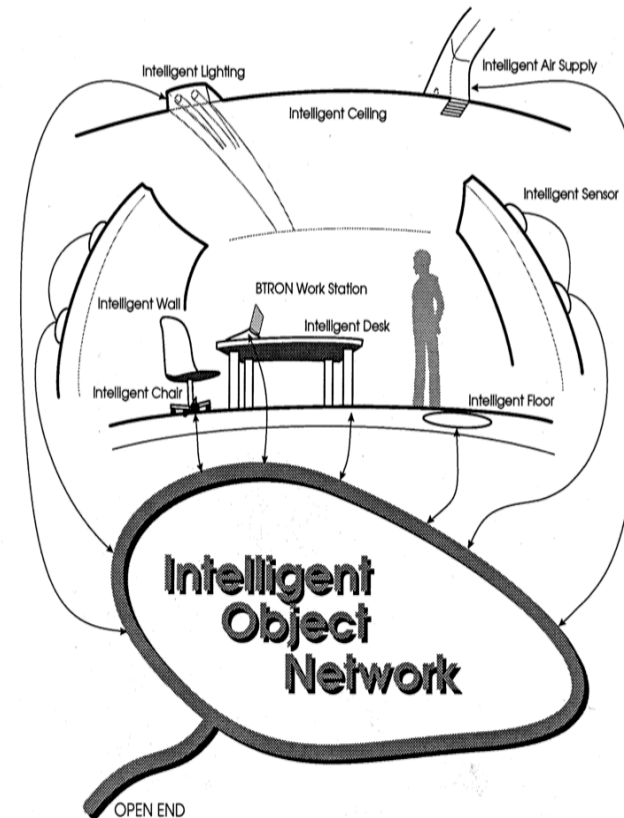 Intelligent Lighting
Intelligent Air Supply
Intelligent Ceiling
Intelligent Sensor
BTRON Work Station
Intelligent Wall
Intelligent Desk
Intelligent Chair
Intelligent Floor
Intelligent
Object
Network
OPEN END